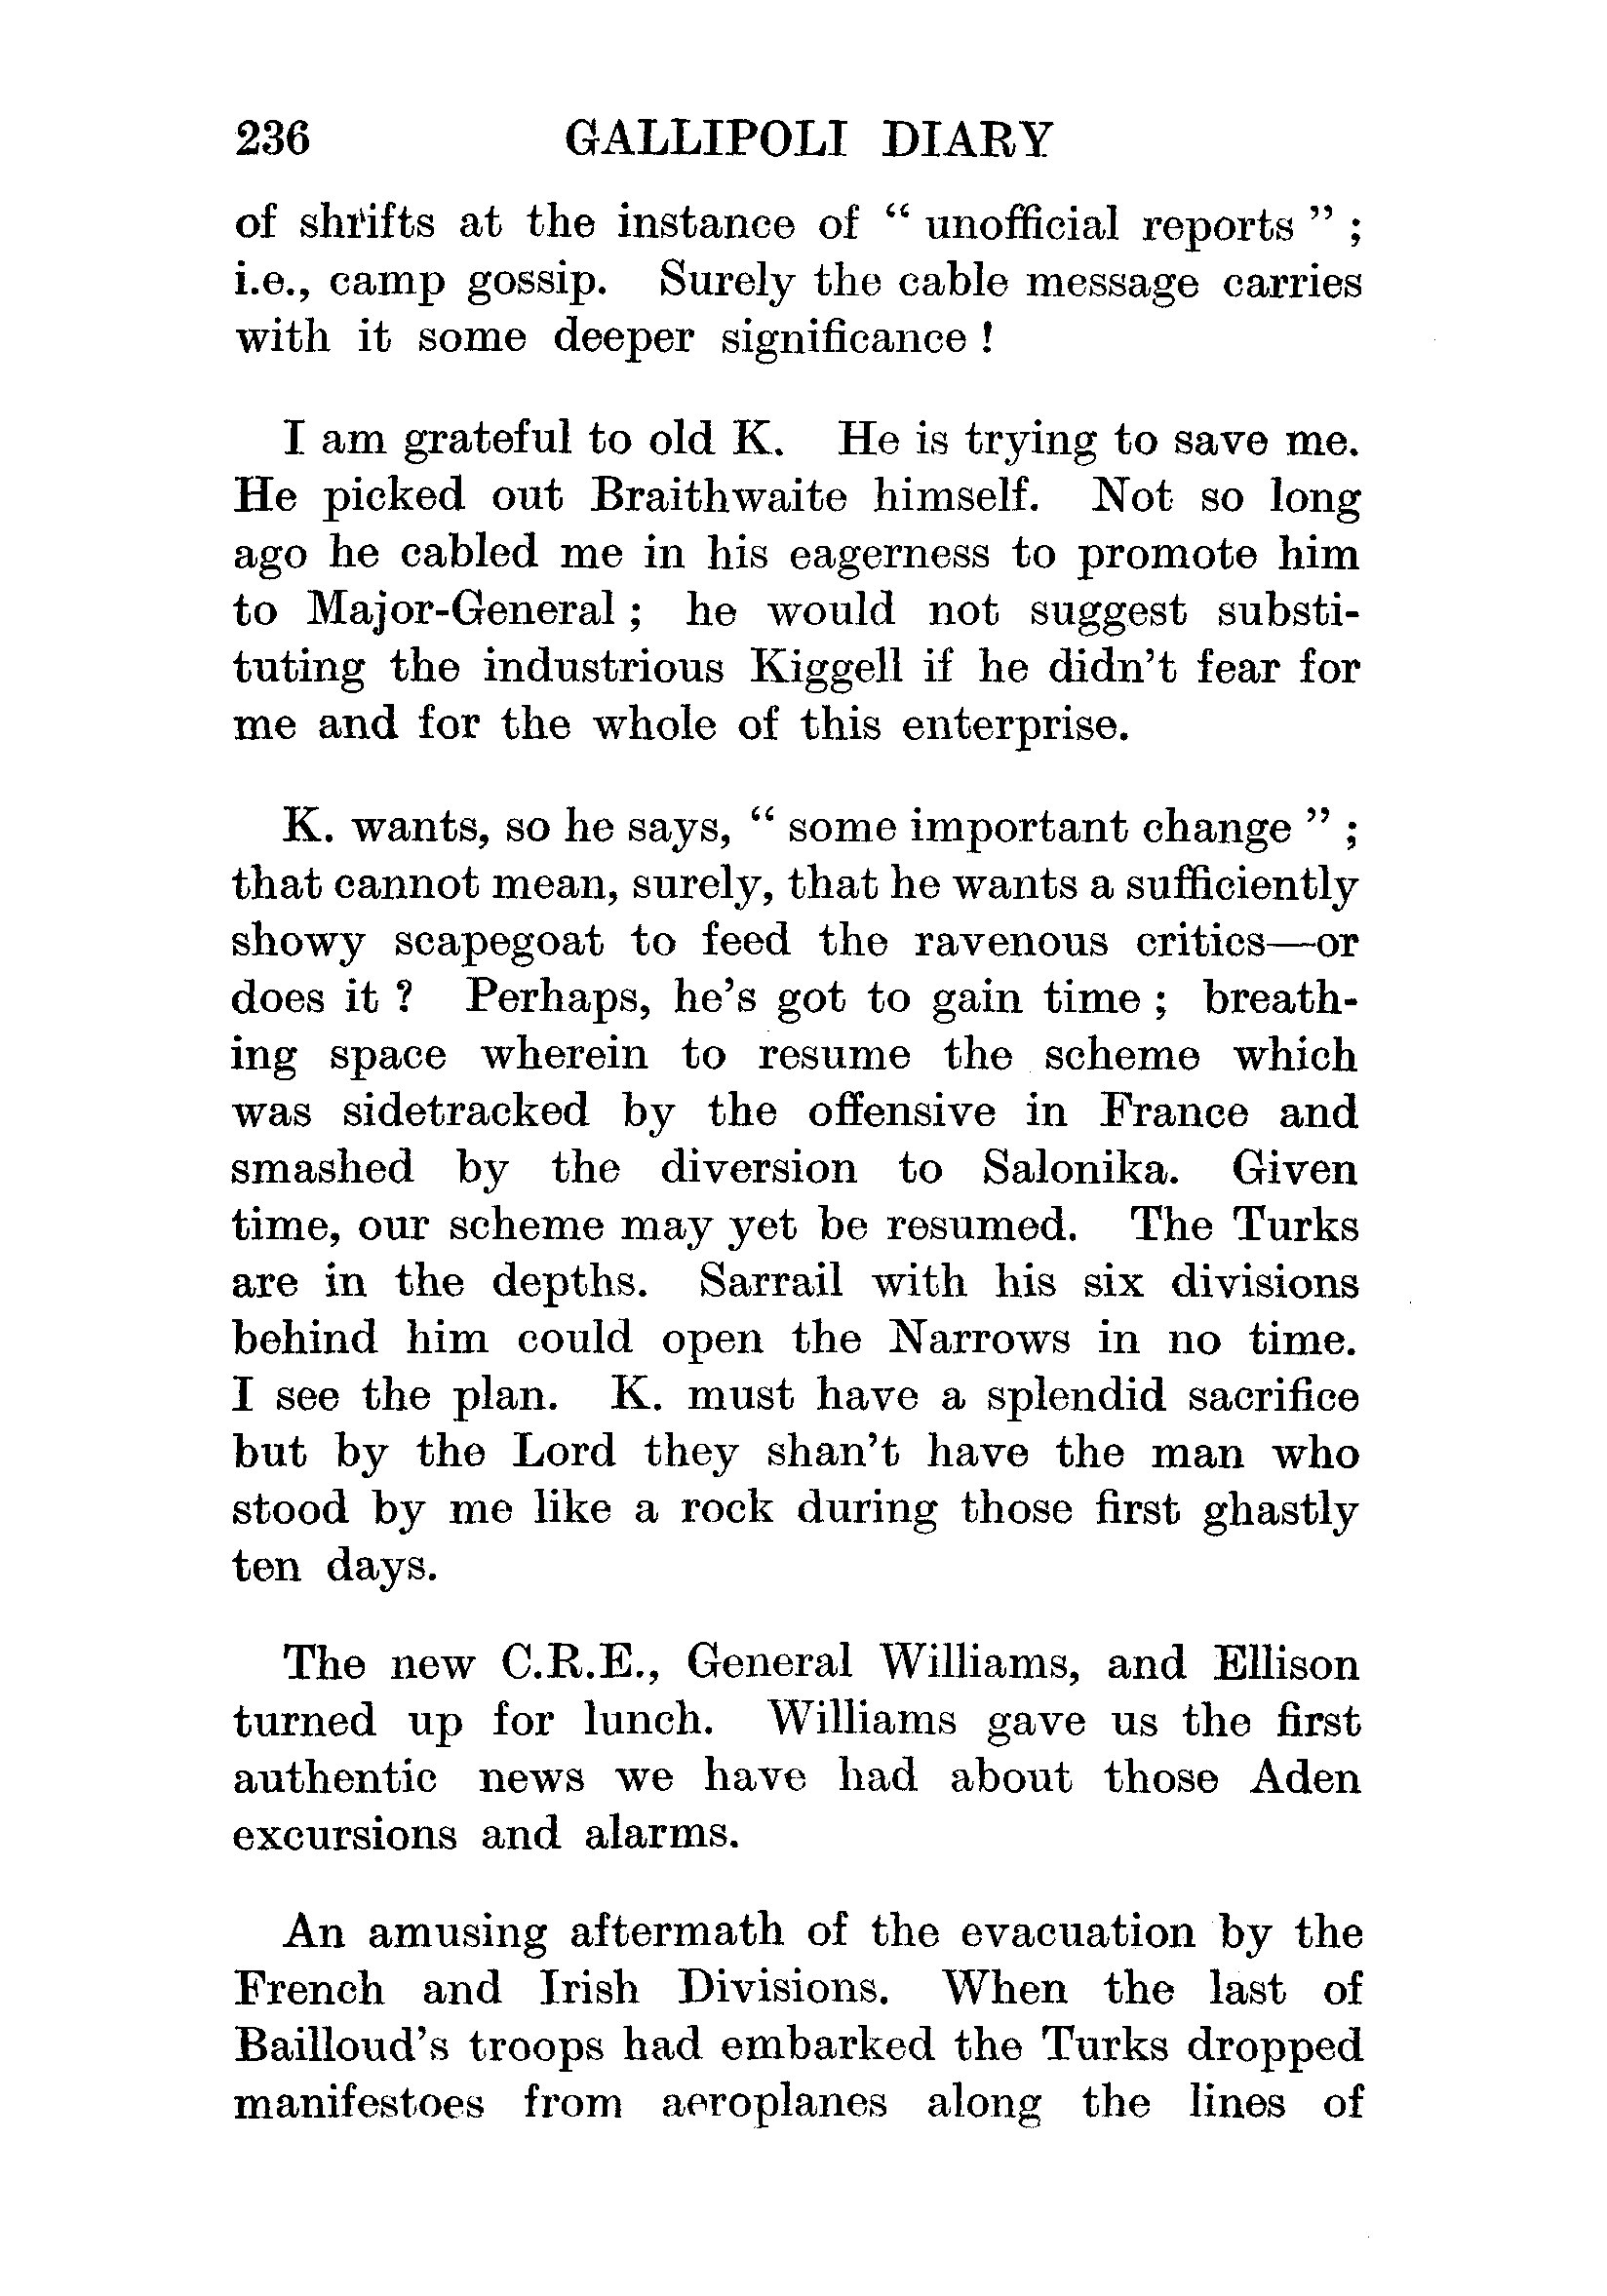 236 GALLIPOLI DIARY
of shrifts at the instance of “ unofficial reports ” ;
i.e., camp gossip. Surely the cable message carries
with it some deeper significance !
I am grateful to old K. He is trying to save me.
He picked out Braithwaite himself. Not so long
ago he cabled me in his eagerness to promote him
to Major-General ; he would not suggest substi-
tuting the industrious Kiggell if he didn’t fear for
me and for the whole of this enterprise.
K. wants, so he says, “ some important change ” ;
that cannot mean, surely, that he wants a sufficiently
showy scapegoat to feed the ravenous critics—or
does it ? Perhaps, he’s got to gain time ; breath-
ing space wherein to resume the scheme which
was sidetracked by the offensive in France and
smashed by the diversion to Salonika. Given
time, our scheme may yet be resumed. The Turks
are in the depths. Sarrail with his six divisions
behind him could open the Narrows in no time.
I see the plan. K. must have a splendid sacrifice
but by the Lord they shan’t have the man who
stood by me like a rock during those first ghastly
ten days.
The new C.R.E., General Williams, and Ellison
turned up for lunch. Williams gave us the first
authentic news we have had about those Aden
excursions and alarms.
An amusing aftermath of the evacuation by the
French and Irish Divisions. When the last of
Bailloud’s troops had embarked the Turks dropped
manifestoes from aeroplanes along the lines of